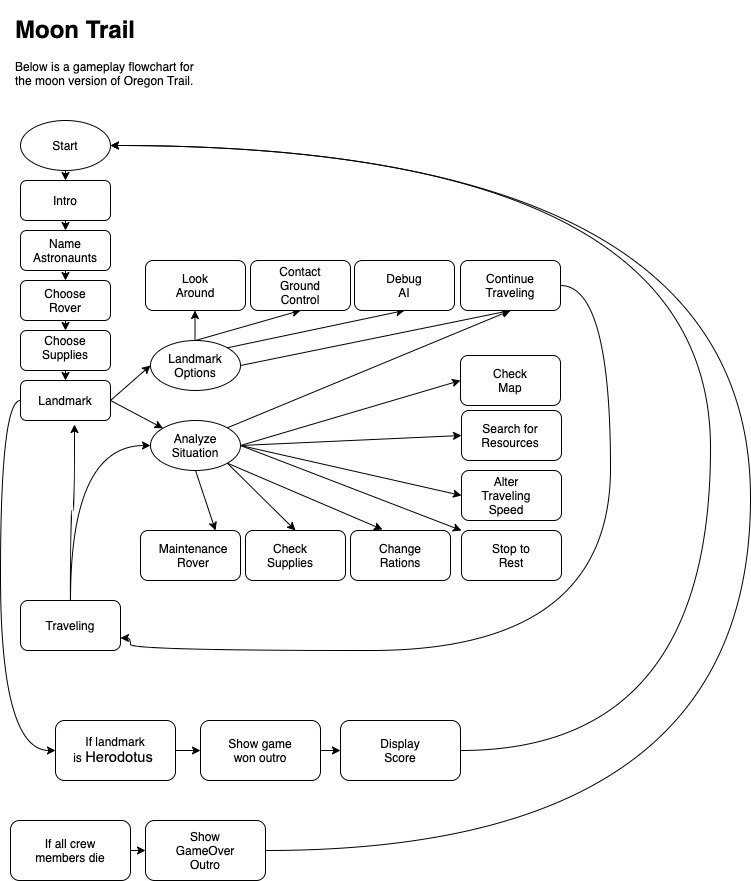 Moon Trail
Below is a gameplay flowchart for
the moon version of Oregon Trail.
Start
Intro
Name
Astronaunts
Choose
Rover
Choose
Supplies
Landmark
Look
Around
Contact
Ground
Control
Debug
AI
Continue
Traveling
Landmark
Options
Check
Map
Analyze
Situation
Search for
Resources
Alter
Traveling
Speed
Maintenance
Rover
Check
Supplies
Change
Rations
Stop to
Rest
Traveling
If landmark
is Herodotus
Show game
won outro
Display
Score
If all crew
members die
Show
GameOver
Outro